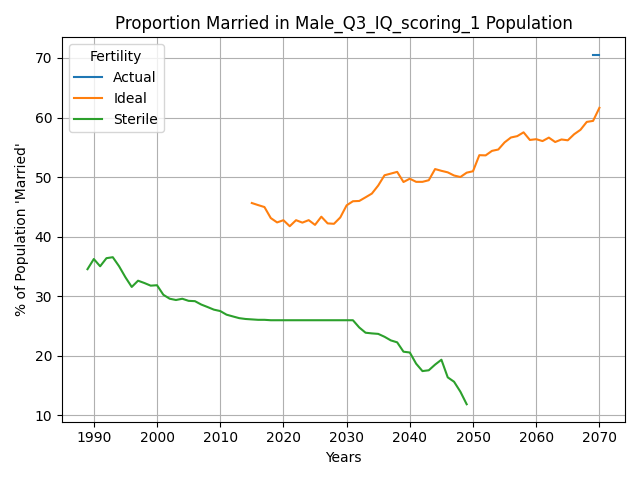 Proportion Married in Male_Q3_IQ_scoring_1 Population
Fertility
Actual
Ideal
Sterile
% of Population 'Married'
70
60
50
40
30
20
10
1990 2000 2010 2020 2030 2040 2050 2060 2070
Years